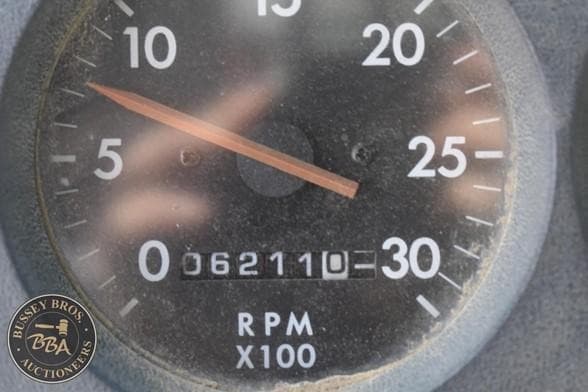 15
10 20
5 25
0 062110 30
RPM
X100
BUSSEY BROS.
BBA
AUCTIONEERS